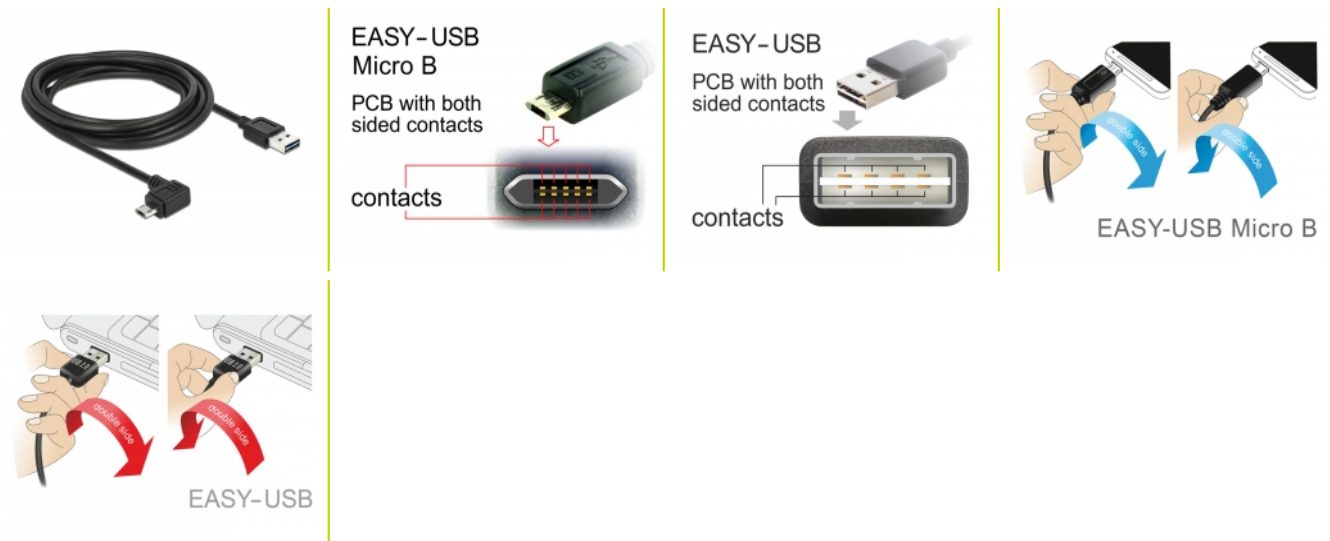 EASY-USB
Micro B
PCB with both
sided contacts
contacts
EASY-USB
PCB with both
sided contacts
contacts
double side
double side
EASY-USB Micro B
double side
double side
EASY-USB